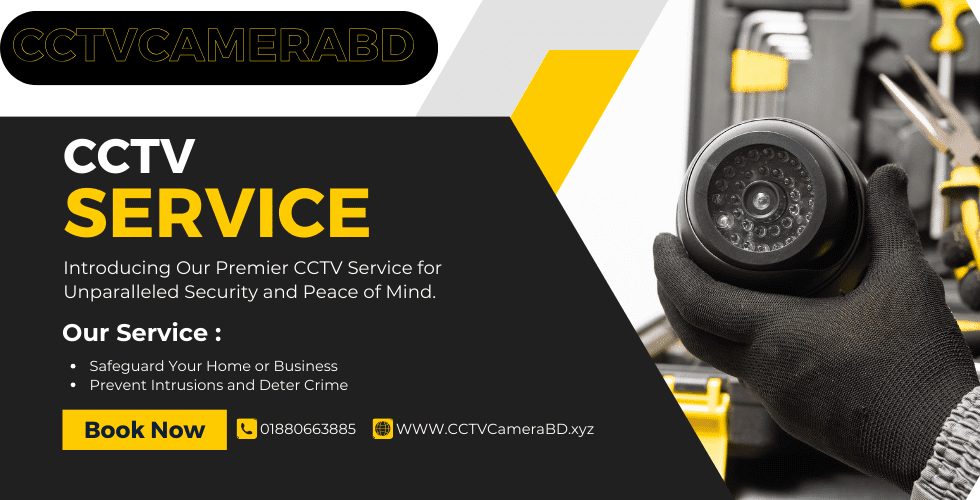 CCTVCAMERABD
CCTV
SERVICE
Introducing Our Premier CCTV Service for
Unparalleled Security and Peace of Mind.
Our Service :
• Safeguard Your Home or Business
• Prevent Intrusions and Deter Crime
Book Now
01880663885
WWW.CCTVCameraBD.xyz